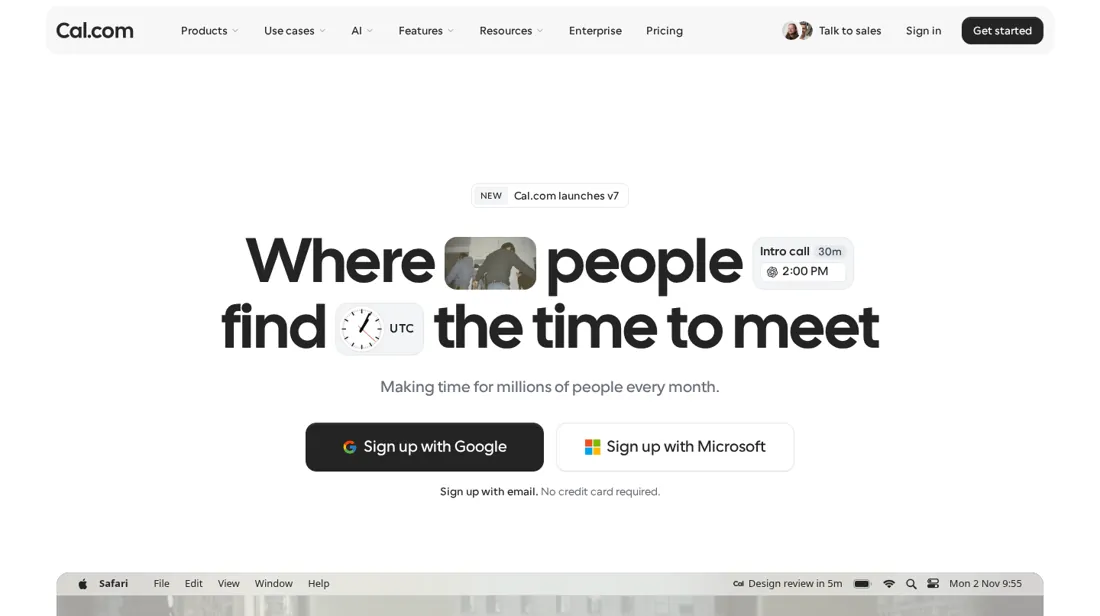 Cal.com Products Use cases AI Features Resources Enterprise Pricing Talk to sales Sign in Get started
NEW Cal.com launches v7
Where people Intro call 30m
2:00 PM
find UTC the time to meet
Making time for millions of people every month.
Sign up with Google Sign up with Microsoft
Sign up with email. No credit card required.
Safari File Edit View Window Help Cal Design review in 5m Mon 2 Nov 9:55